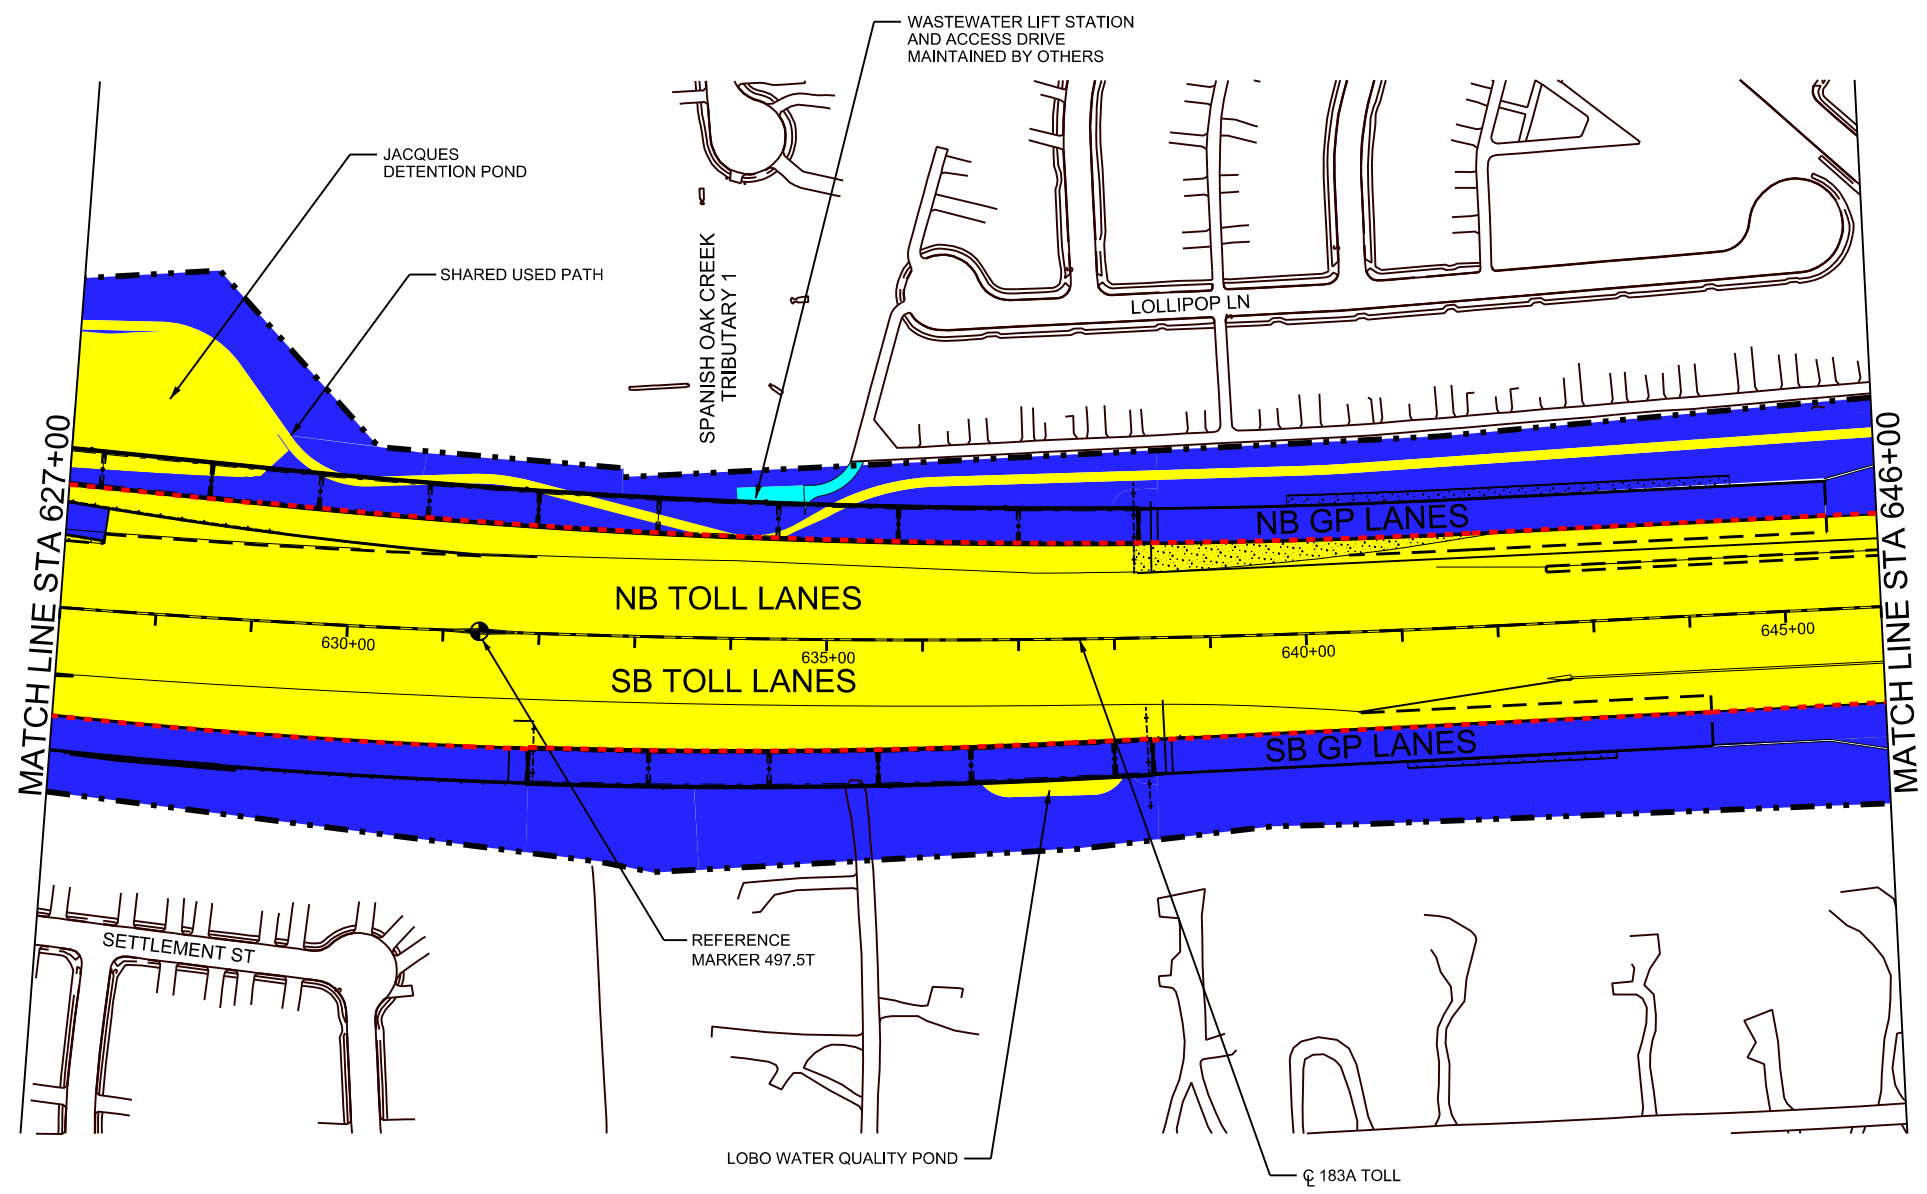 WASTEWATER LIFT STATION
AND ACCESS DRIVE
MAINTAINED BY OTHERS
JACQUES
DETENTION POND
SHARED USED PATH
SPANISH OAK CREEK
TRIBUTARY 1
LOLLIPOP LN
MATCH LINE STA 627+00
MATCH LINE STA 646+00
NB GP LANES
NB TOLL LANES
630+00
635+00
640+00
645+00
SB TOLL LANES
SB GP LANES
REFERENCE
MARKER 497.5T
SETTLEMENT ST
LOBO WATER QUALITY POND
℄ 183A TOLL